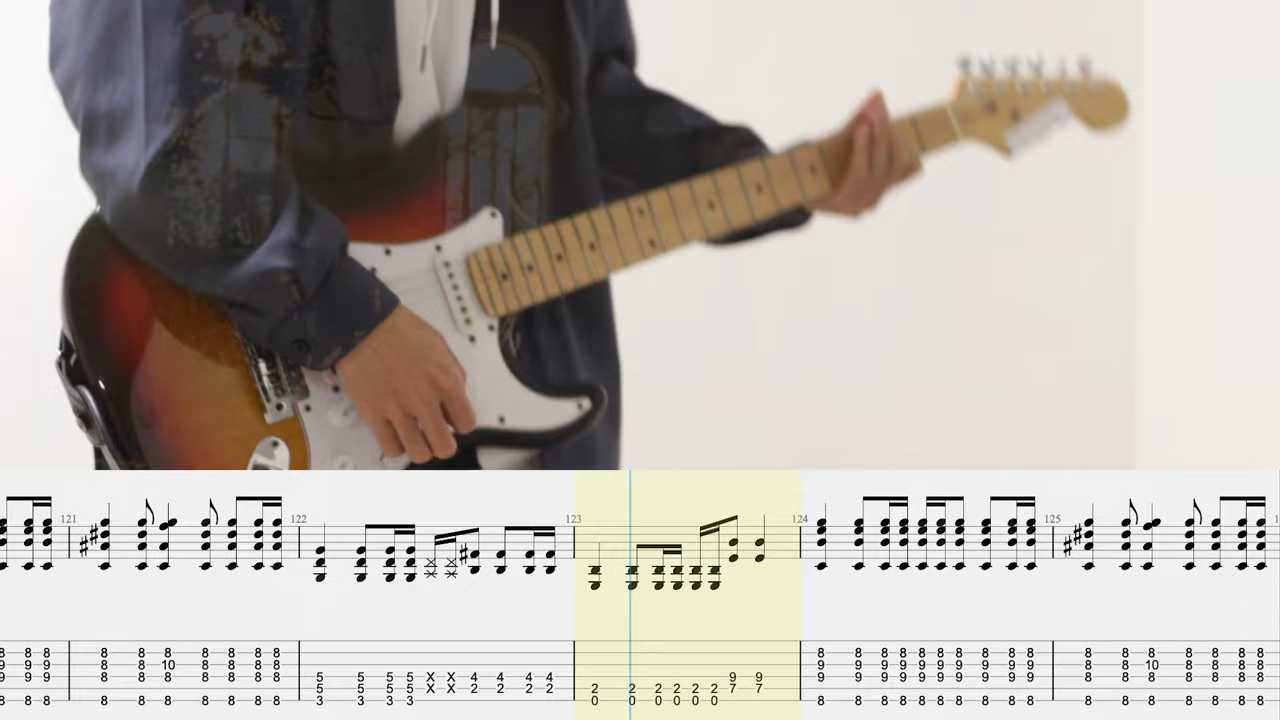 121 122 123 124 125
8 8 8 8 8 8 8 8 8 8 8 8 8 8 8 8 8 8 8 8 8 8 8 8 8 8 8
9 9 9 8 8 10 8 8 8 8 9 9 9 9 9 9 9 9 9 9 8 8 10 8 8 8 8
9 9 9 8 8 8 8 8 8 8 5 5 5 5 X X 4 4 4 4 9 9 9 9 9 9 9 9 9 9 9 9 8 8 8 8 8 8 8
5 5 5 5 X X 2 2 2 2 2 2 2 2 2 2 7 7
8 8 8 8 8 8 8 8 8 8 3 3 3 3 0 0 0 0 0 0 8 8 8 8 8 8 8 8 8 8 8 8 8 8 8 8 8